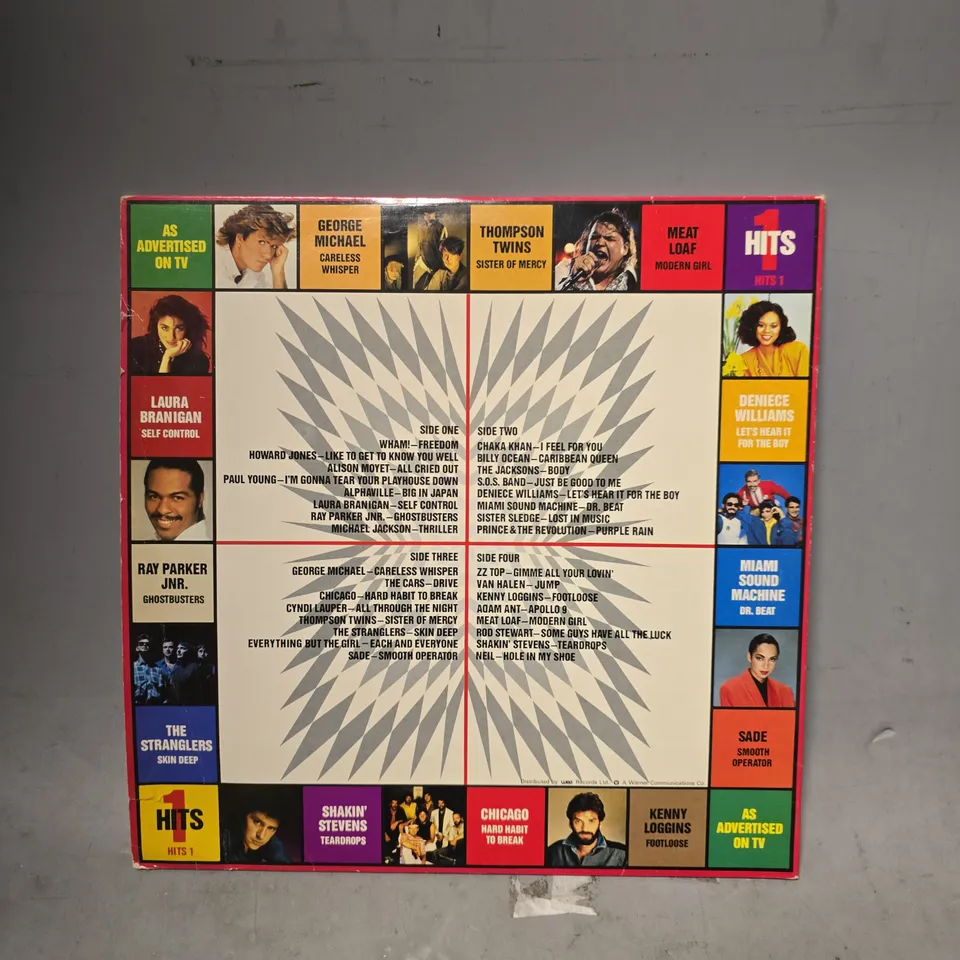 AS
ADVERTISED
ON TV
GEORGE
MICHAEL
CARELESS
WHISPER
THOMPSON
TWINS
SISTER OF MERCY
MEAT
LOAF
MODERN GIRL
1
HITS
HITS 1
LAURA
BRANIGAN
SELF CONTROL
DENIECE
WILLIAMS
LET'S HEAR IT
FOR THE BOY
SIDE ONE
WHAM!–FREEDOM
HOWARD JONES–LIKE TO GET TO KNOW YOU WELL
ALISON MOYET–ALL CRIED OUT
PAUL YOUNG–I'M GONNA TEAR YOUR PLAYHOUSE DOWN
ALPHAVILLE–BIG IN JAPAN
LAURA BRANIGAN–SELF CONTROL
RAY PARKER JNR.–GHOSTBUSTERS
MICHAEL JACKSON–THRILLER
SIDE TWO
CHAKA KHAN–I FEEL FOR YOU
BILLY OCEAN–CARIBBEAN QUEEN
THE JACKSONS–BODY
S.O.S. BAND–JUST BE GOOD TO ME
DENIECE WILLIAMS–LET'S HEAR IT FOR THE BOY
MIAMI SOUND MACHINE–DR. BEAT
SISTER SLEDGE–LOST IN MUSIC
PRINCE & THE REVOLUTION–PURPLE RAIN
RAY PARKER
JNR.
GHOSTBUSTERS
MIAMI
SOUND
MACHINE
DR. BEAT
SIDE THREE
GEORGE MICHAEL–CARELESS WHISPER
THE CARS–DRIVE
CHICAGO–HARD HABIT TO BREAK
CYNDI LAUPER–ALL THROUGH THE NIGHT
THOMPSON TWINS–SISTER OF MERCY
THE STRANGLERS–SKIN DEEP
EVERYTHING BUT THE GIRL–EACH AND EVERYONE
SADE–SMOOTH OPERATOR
SIDE FOUR
ZZ TOP–GIMME ALL YOUR LOVIN'
VAN HALEN–JUMP
KENNY LOGGINS–FOOTLOOSE
ADAM ANT–APOLLO 9
MEAT LOAF–MODERN GIRL
ROD STEWART–SOME GUYS HAVE ALL THE LUCK
SHAKIN' STEVENS–TEARDROPS
NEIL–HOLE IN MY SHOE
THE
STRANGLERS
SKIN DEEP
SADE
SMOOTH
OPERATOR
Distributed by wea Records Ltd. A Warner Communications Co
1
HITS
HITS 1
SHAKIN'
STEVENS
TEARDROPS
CHICAGO
HARD HABIT
TO BREAK
KENNY
LOGGINS
FOOTLOOSE
AS
ADVERTISED
ON TV